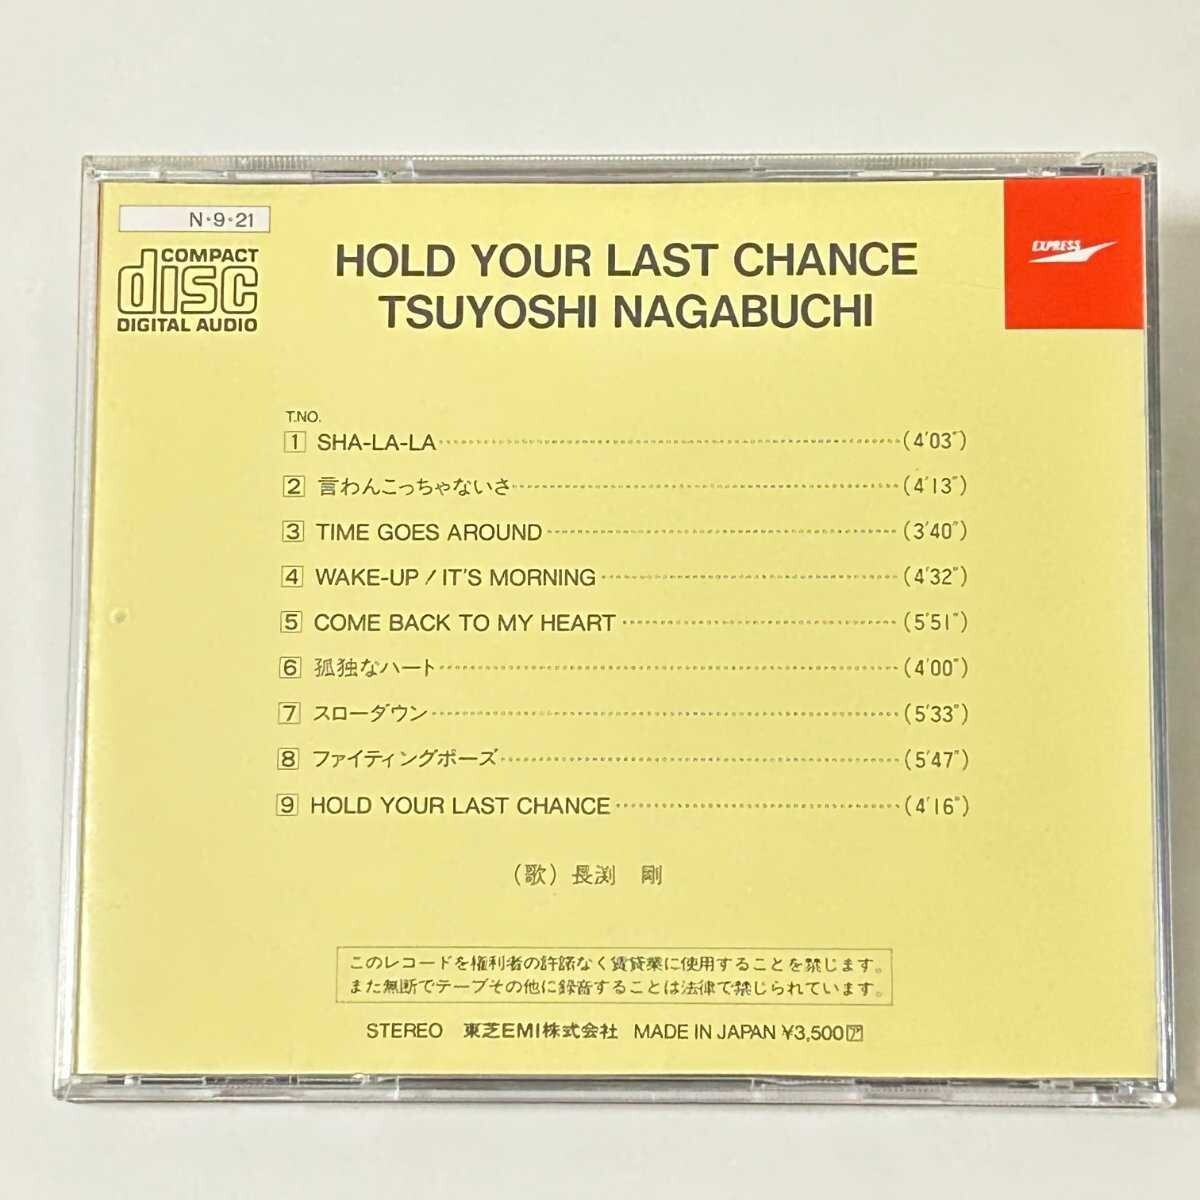 N・9・21
COMPACT
disc
DIGITAL AUDIO
HOLD YOUR LAST CHANCE
TSUYOSHI NAGABUCHI
EXPRESS
T.NO.
1 SHA-LA-LA (4'03")
2 言わんこっちゃないさ (4'13")
3 TIME GOES AROUND (3'40")
4 WAKE-UP! IT'S MORNING (4'32")
5 COME BACK TO MY HEART (5'51")
6 孤独なハート (4'00")
7 スローダウン (5'33")
8 ファイティングポーズ (5'47")
9 HOLD YOUR LAST CHANCE (4'16")
(歌) 長渕 剛
このレコードを権利者の許諾なく賃貸業に使用することを禁じます。
また無断でテープその他に録音することは法律で禁じられています。
STEREO 東芝EMI株式会社 MADE IN JAPAN ¥3,500ア